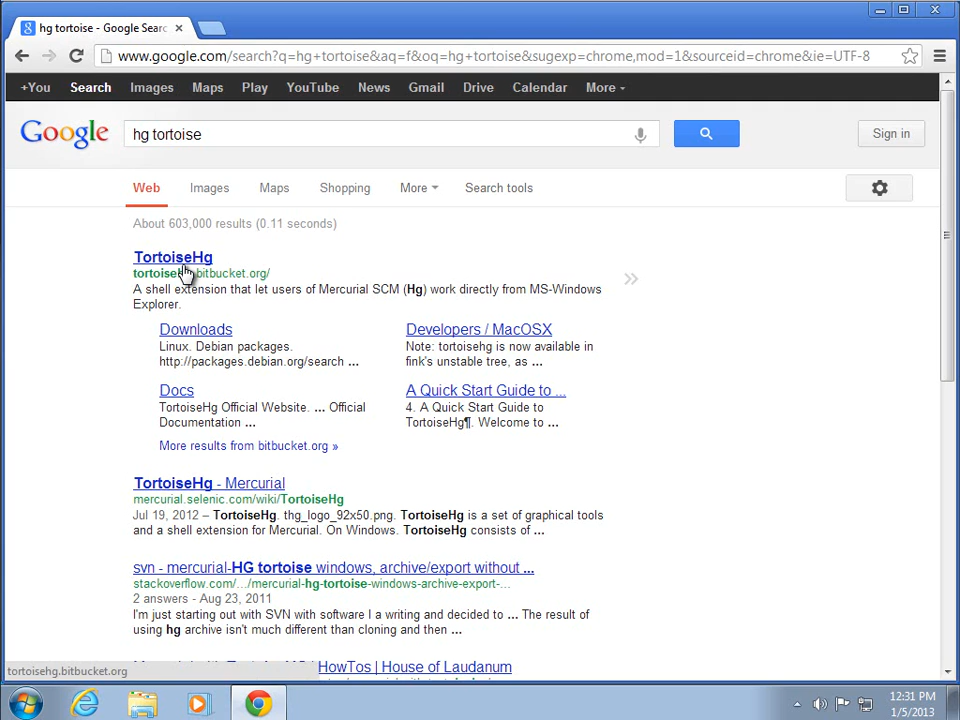 hg tortoise - Google Searc
www.google.com/search?q=hg+tortoise&aq=f&oq=hg+tortoise&sugexp=chrome,mod=1&sourceid=chrome&ie=UTF-8
+You Search Images Maps Play YouTube News Gmail Drive Calendar More
Google hg tortoise Sign in
Web Images Maps Shopping More Search tools
About 603,000 results (0.11 seconds)
TortoiseHg
bitbucket.org/
A shell extension that let users of Mercurial SCM (Hg) work directly from MS-Windows
Explorer.
Downloads
Linux. Debian packages.
http://packages.debian.org/search ...
Developers / MacOSX
Note: tortoisehg is now available in
fink's unstable tree, as ...
Docs
TortoiseHg Official Website. ... Official
Documentation ...
A Quick Start Guide to ...
4. A Quick Start Guide to
TortoiseHg¶. Welcome to ...
More results from bitbucket.org »
TortoiseHg - Mercurial
mercurial.selenic.com/wiki/TortoiseHg
Jul 19, 2012 – TortoiseHg. thg_logo_92x50.png. TortoiseHg is a set of graphical tools
and a shell extension for Mercurial. On Windows. TortoiseHg consists of ...
svn - mercurial-HG tortoise windows, archive/export without ...
stackoverflow.com/.../mercurial-hg-tortoise-windows-archive-export-...
2 answers - Aug 23, 2011
I'm just starting out with SVN with software I a writing and decided to ... The result of
using hg archive isn't much different than cloning and then ...
| HowTos | House of Laudanum
tortoisehg.bitbucket.org
12:31 PM
1/5/2013